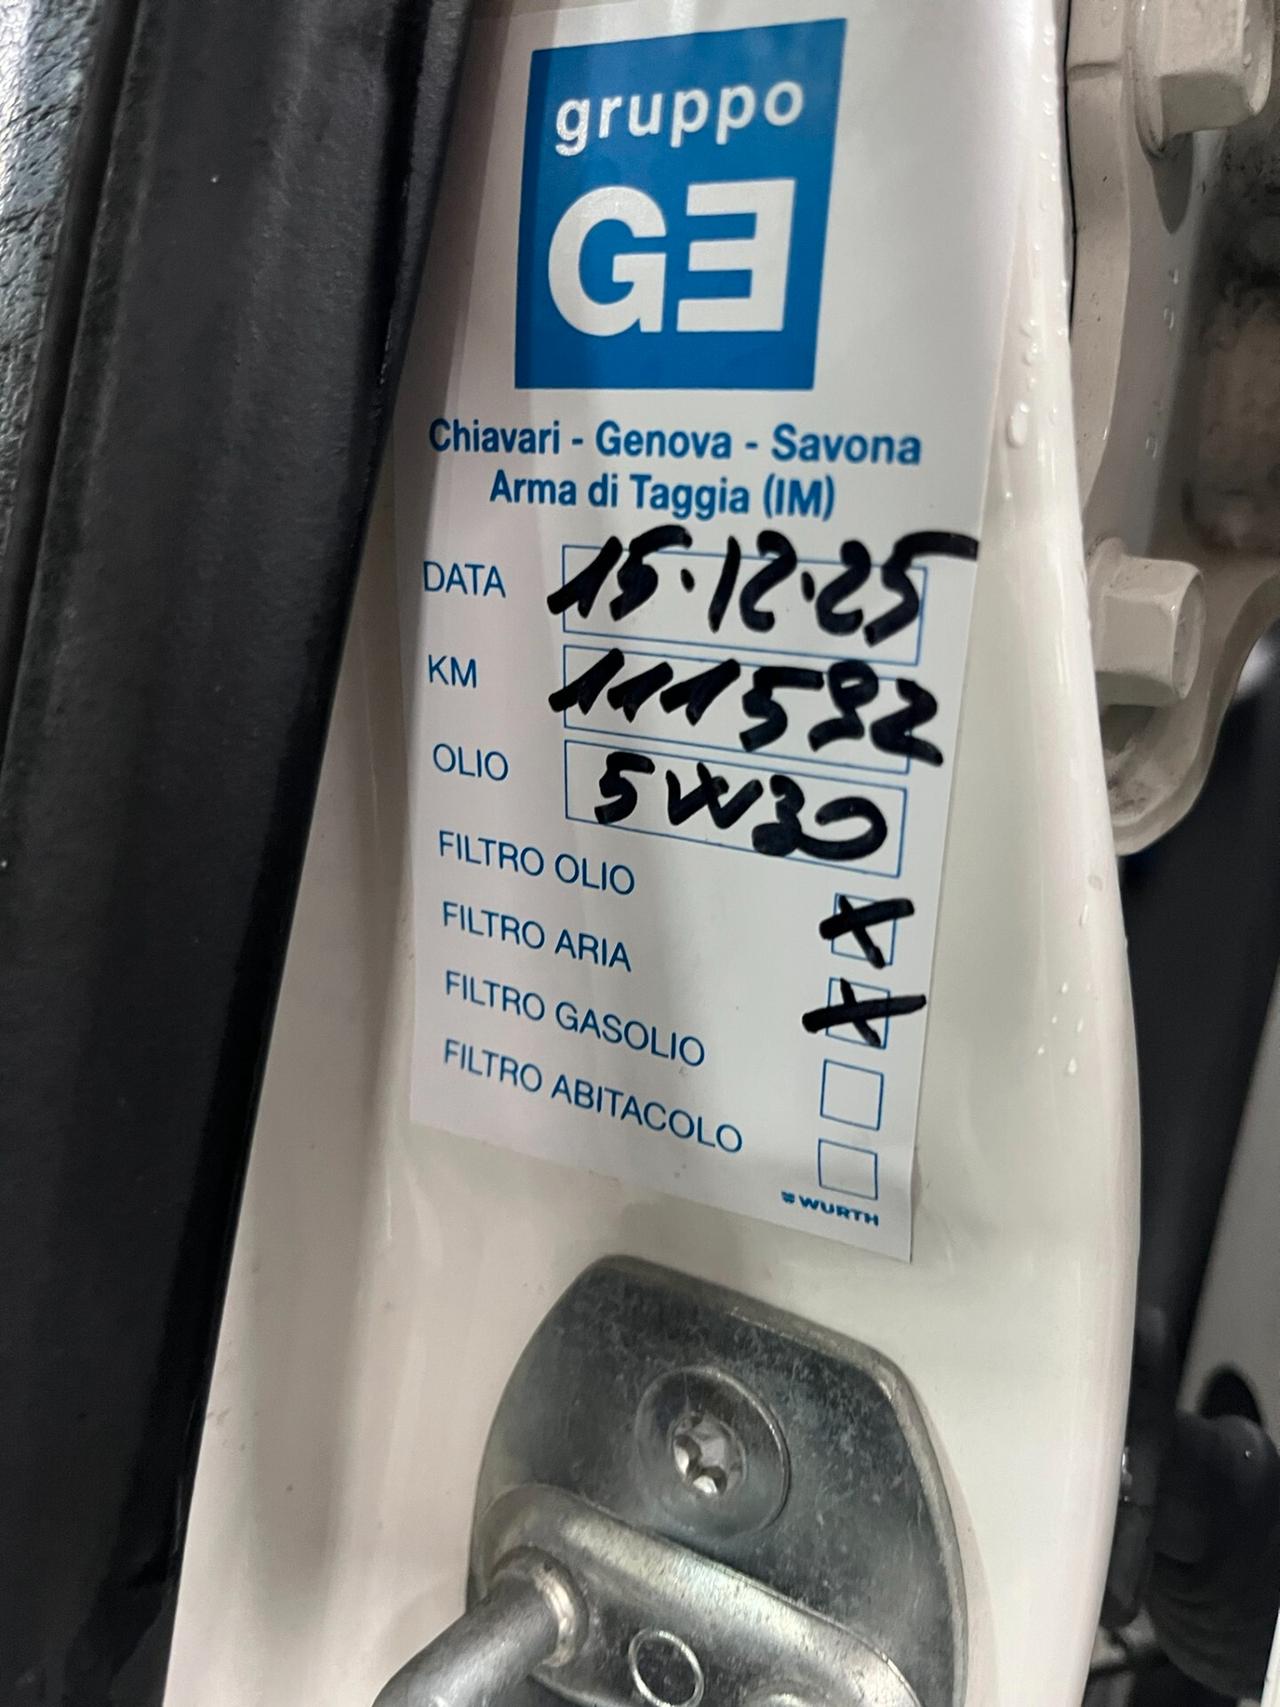 gruppo
GE
Chiavari - Genova - Savona
Arma di Taggia (IM)
DATA 15.12.25
KM 111592
OLIO 5W30
FILTRO OLIO X
FILTRO ARIA X
FILTRO GASOLIO
FILTRO ABITACOLO
WURTH